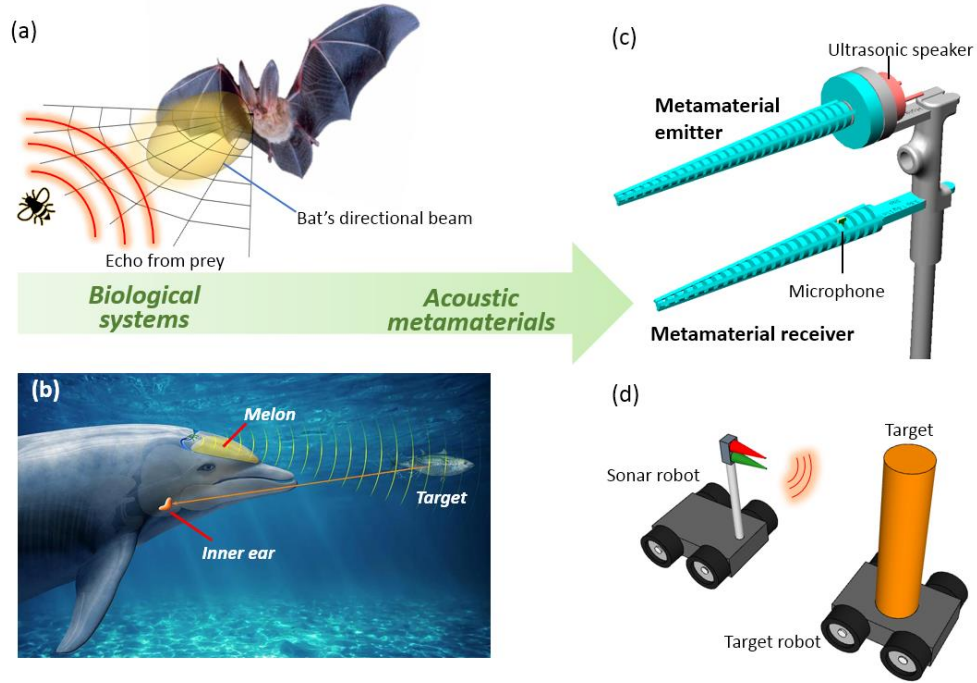 (a)
Bat's directional beam
Echo from prey
Biological
systems
Acoustic
metamaterials
(b)
Melon
Target
Inner ear
(c)
Ultrasonic speaker
Metamaterial
emitter
Microphone
Metamaterial receiver
(d)
Target
Sonar robot
Target robot